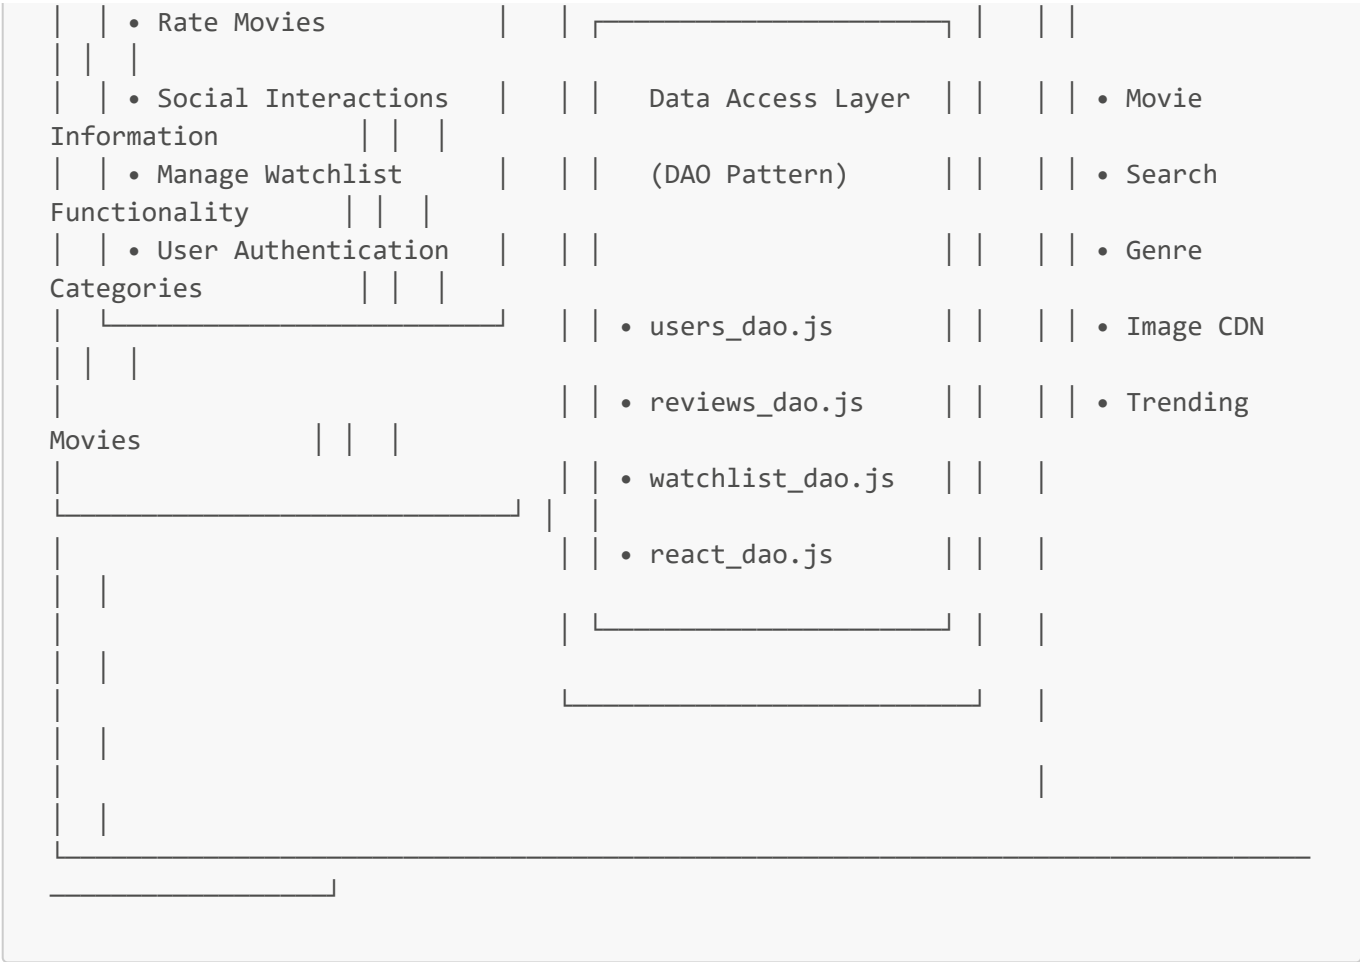 │  │ • Rate Movies           │   │ ┌──────────────────────┐ │   │ │
│ │  │
│  │ • Social Interactions   │   │ │   Data Access Layer  │ │   │ │ • Movie
Information         │ │  │
│  │ • Manage Watchlist      │   │ │   (DAO Pattern)      │ │   │ │ • Search
Functionality      │ │  │
│  │ • User Authentication   │   │ │                      │ │   │ │ • Genre
Categories          │ │  │
│  └─────────────────────────┘   │ │ • users_dao.js       │ │   │ │ • Image CDN
│ │  │
│                                │ │ • reviews_dao.js     │ │   │ │ • Trending
Movies           │ │  │
│                                │ │ • watchlist_dao.js   │ │   │
└─────────────────────────────┘ │  │
│                                │ │ • react_dao.js       │ │   │
│  │
│                                │ └──────────────────────┘ │   │
│  │
│                                └──────────────────────────┘   │
│  │
│                                                               │
│  │
└─────────────────────────────────────────────────────────────────────────────────
──────────────────┘